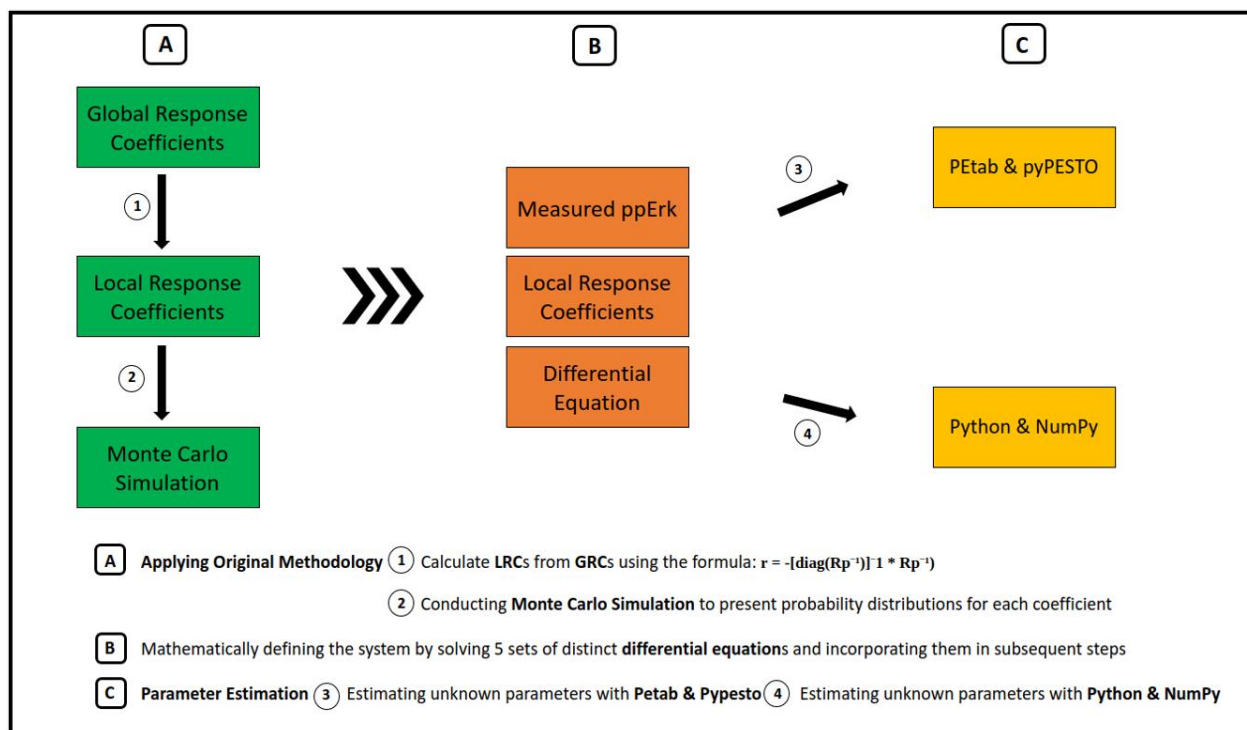 A
B
C
Global Response
Coefficients
1
Local Response
Coefficients
2
Monte Carlo
Simulation
Measured ppErk
Local Response
Coefficients
Differential
Equation
3
4
PEtab & pyPESTO
Python & NumPy
A Applying Original Methodology 1 Calculate LRCs from GRCs using the formula: r = -[diag(Rp⁻¹)]⁻1 * Rp⁻¹)
2 Conducting Monte Carlo Simulation to present probability distributions for each coefficient
B Mathematically defining the system by solving 5 sets of distinct differential equations and incorporating them in subsequent steps
C Parameter Estimation 3 Estimating unknown parameters with Petab & Pypesto 4 Estimating unknown parameters with Python & NumPy